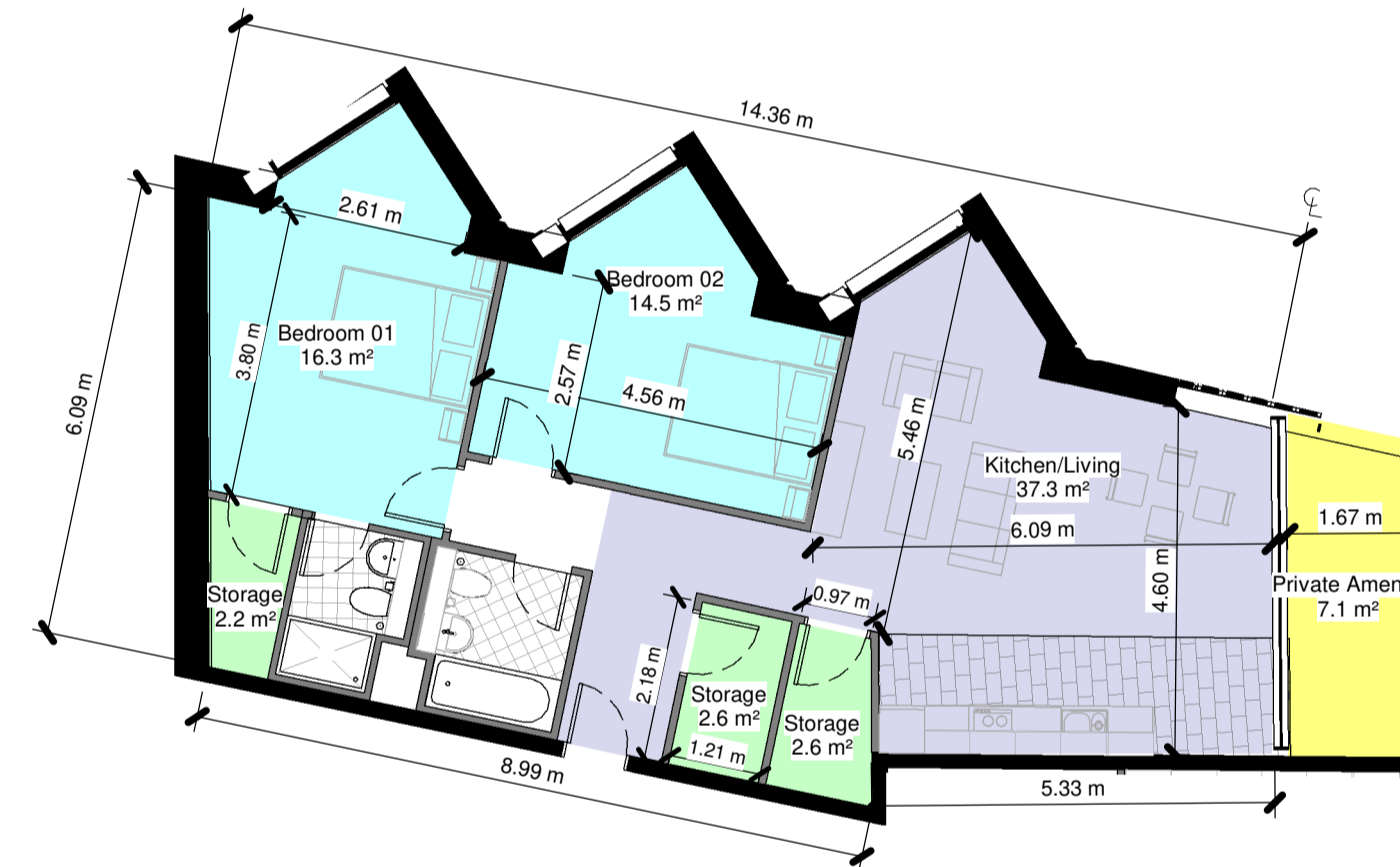 14.36 m
℄
2.61 m
Bedroom 02
14.5 m²
Bedroom 01
16.3 m²
3.80 m
2.57 m
4.56 m
6.09 m
5.46 m
Kitchen/Living
37.3 m²
6.09 m
1.67 m
4.60 m
Storage
2.2 m²
0.97 m
Private Amen
7.1 m²
2.18 m
Storage
2.6 m²
Storage
2.6 m²
1.21 m
8.99 m
5.33 m